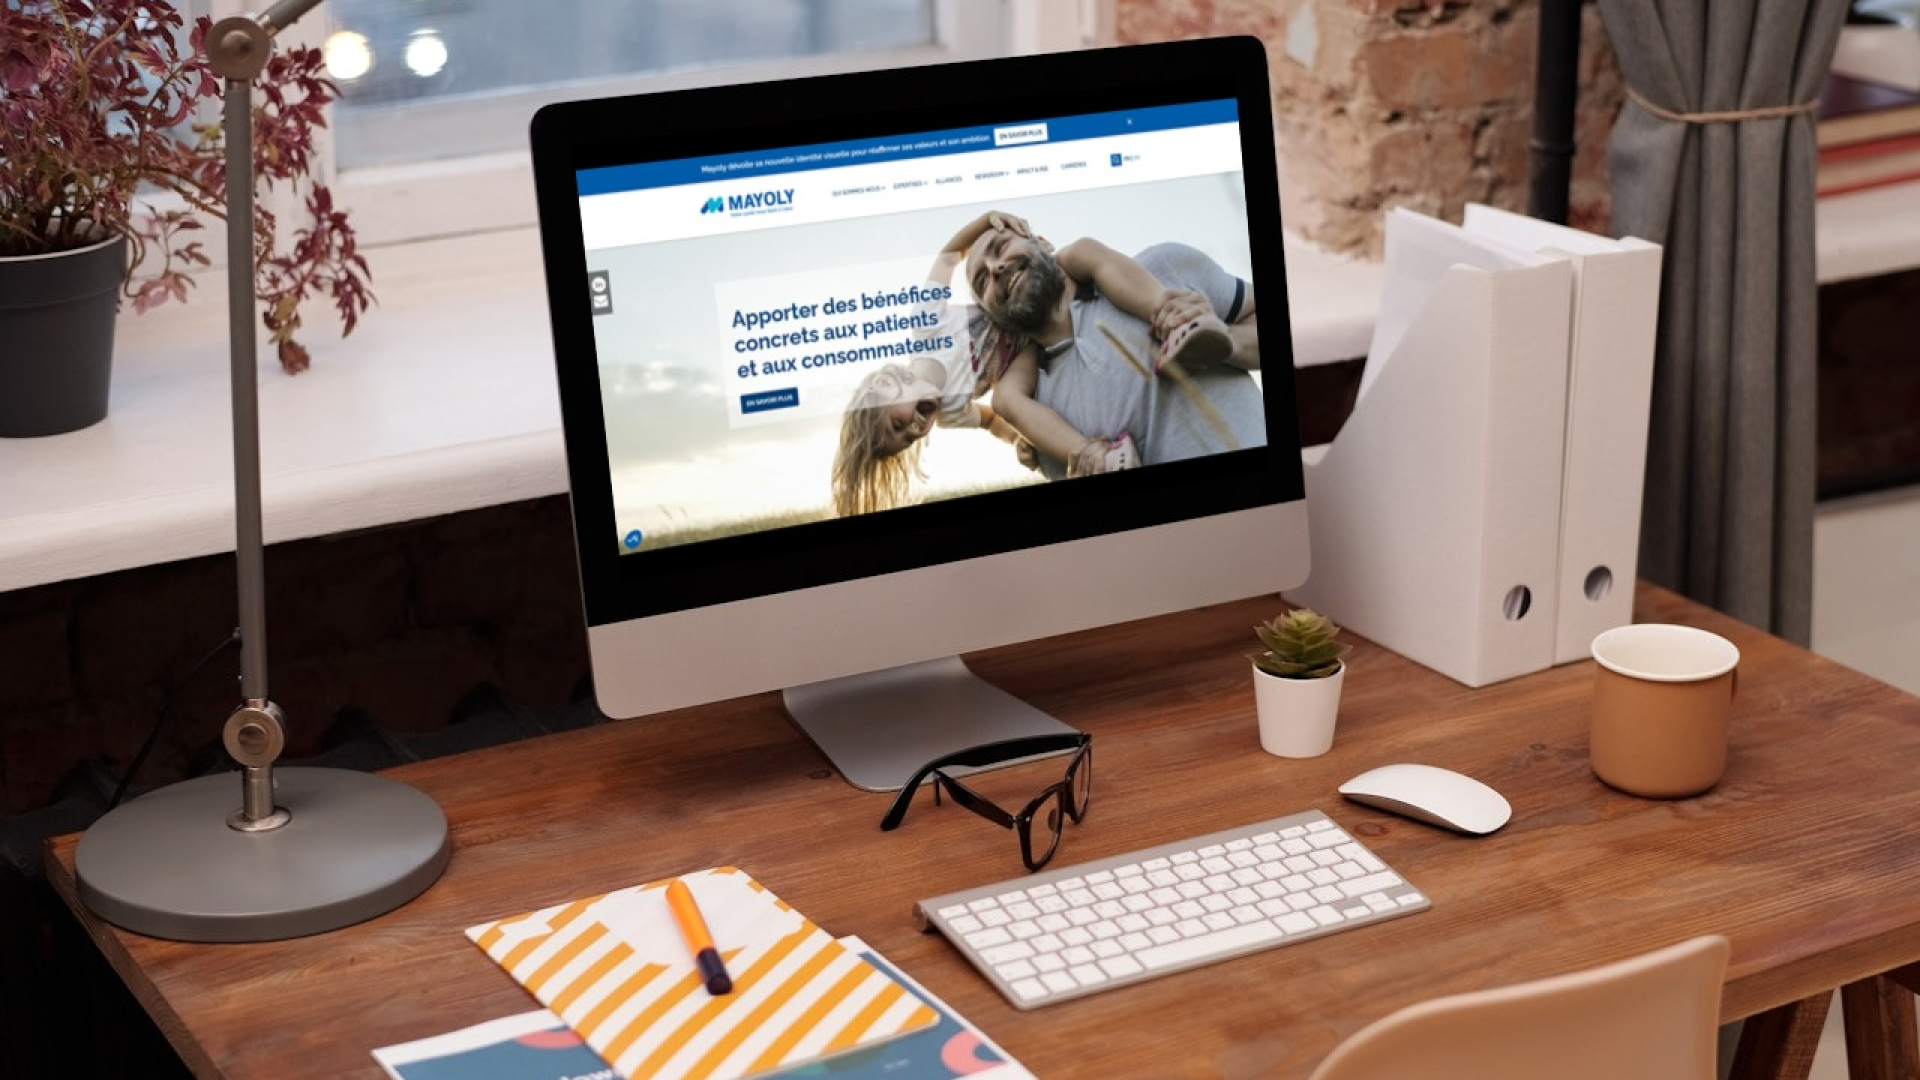 Mayoly dévoile sa nouvelle identité visuelle pour réaffirmer ses valeurs et son ambition EN SAVOIR PLUS
MAYOLY
QUI SOMMES-NOUS EXPERTISES ALLIANCES NEWSROOM IMPACT & RSE CARRIÈRES
Apporter des bénéfices
concrets aux patients
et aux consommateurs
EN SAVOIR PLUS